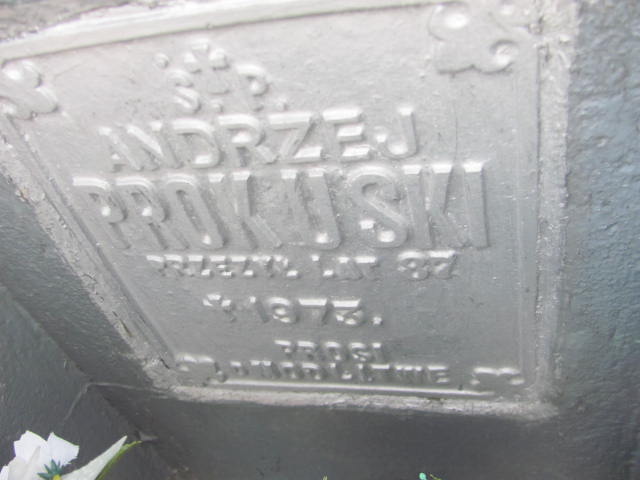 Ś.†P.
ANDRZEJ
PROKUSKI
PRZEŻYŁ LAT 87
† 1973.
PROSI
O MODLITWĘ